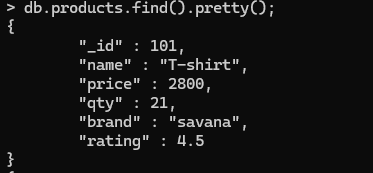 > db.products.find().pretty();
{
        "_id" : 101,
        "name" : "T-shirt",
        "price" : 2800,
        "qty" : 21,
        "brand" : "savana",
        "rating" : 4.5
}